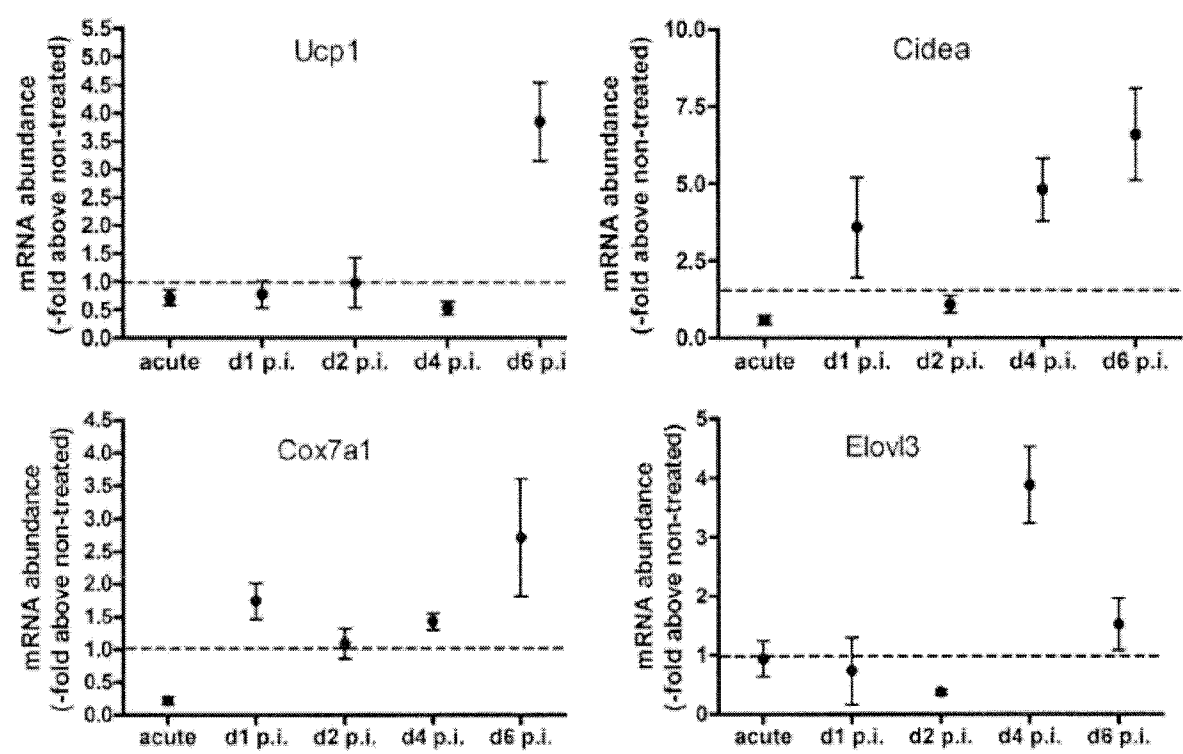 Ucp1
mRNA abundance
(-fold above non-treated)
5.5
5.0
4.5
4.0
3.5
3.0
2.5
2.0
1.5
1.0
0.5
0.0
acute d1 p.i. d2 p.i. d4 p.i. d6 p.i
Cidea
mRNA abundance
(-fold above non-treated)
10.0
7.5
5.0
2.5
0.0
acute d1 p.i. d2 p.i. d4 p.i. d6 p.i.
Cox7a1
mRNA abundance
(-fold above non-treated)
4.5
4.0
3.5
3.0
2.5
2.0
1.5
1.0
0.5
0.0
acute d1 p.i. d2 p.i. d4 p.i. d6 p.i.
Elovl3
mRNA abundance
(-fold above non-treated)
5
4
3
2
1
0
acute d1 p.i. d2 p.i. d4 p.i. d6 p.i.